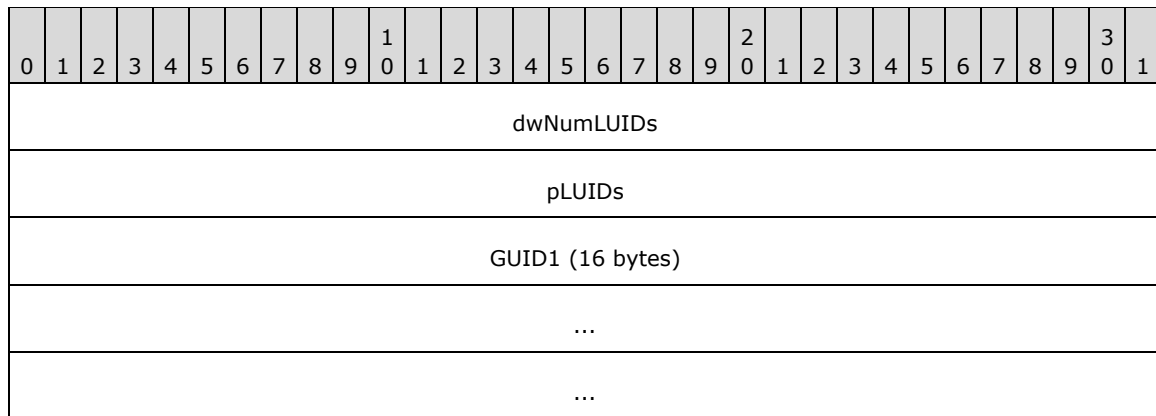 1 2 3
0 1 2 3 4 5 6 7 8 9 0 1 2 3 4 5 6 7 8 9 0 1 2 3 4 5 6 7 8 9 0 1
dwNumLUIDs
pLUIDs
GUID1 (16 bytes)
...
...